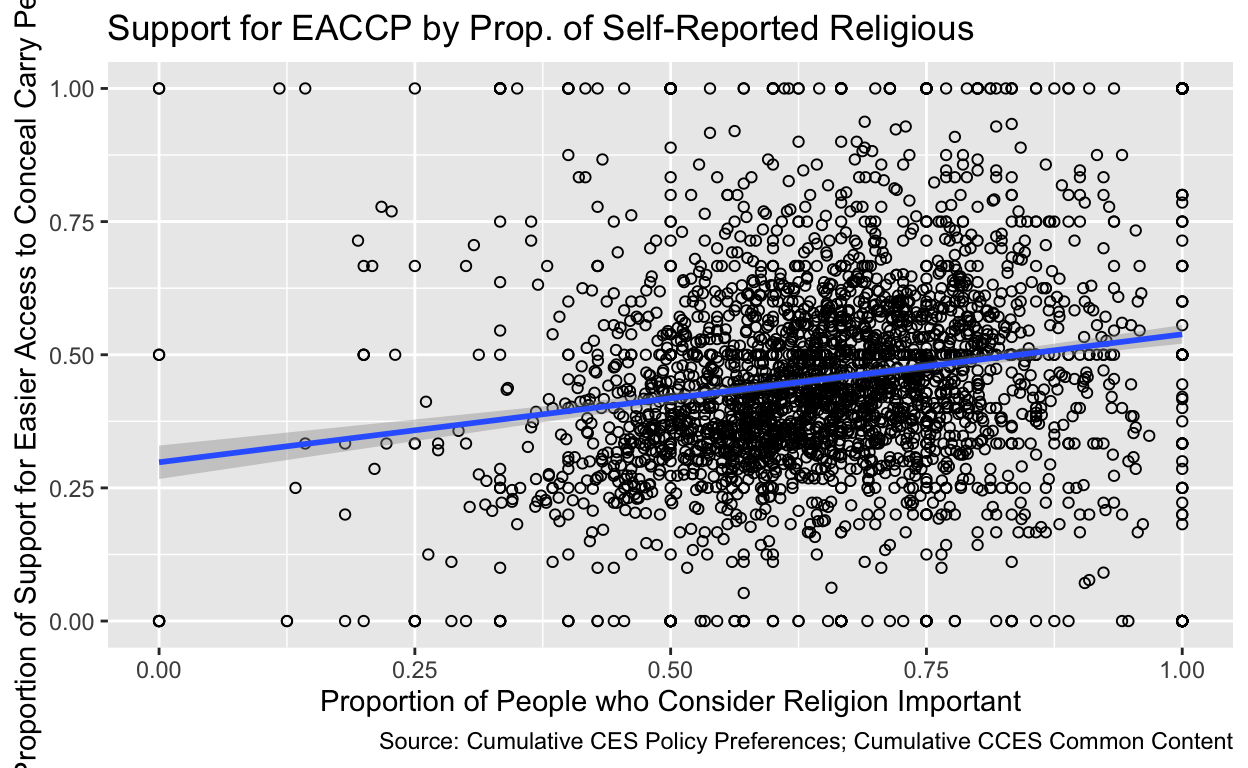 Support for EACCP by Prop. of Self-Reported Religious
Proportion of Support for Easier Access to Conceal Carry Pe
1.00
0.75
0.50
0.25
0.00
0.00 0.25 0.50 0.75 1.00
Proportion of People who Consider Religion Important
Source: Cumulative CES Policy Preferences; Cumulative CCES Common Content